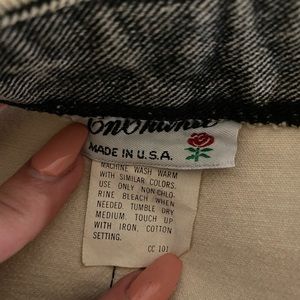 MADE IN U.S.A.
MACHINE WASH WARM
WITH SIMILAR COLORS.
USE ONLY NON-CHLO-
RINE BLEACH WHEN
NEEDED. TUMBLE DRY
MEDIUM. TOUCH UP
WITH IRON, COTTON
SETTING.
CC 101